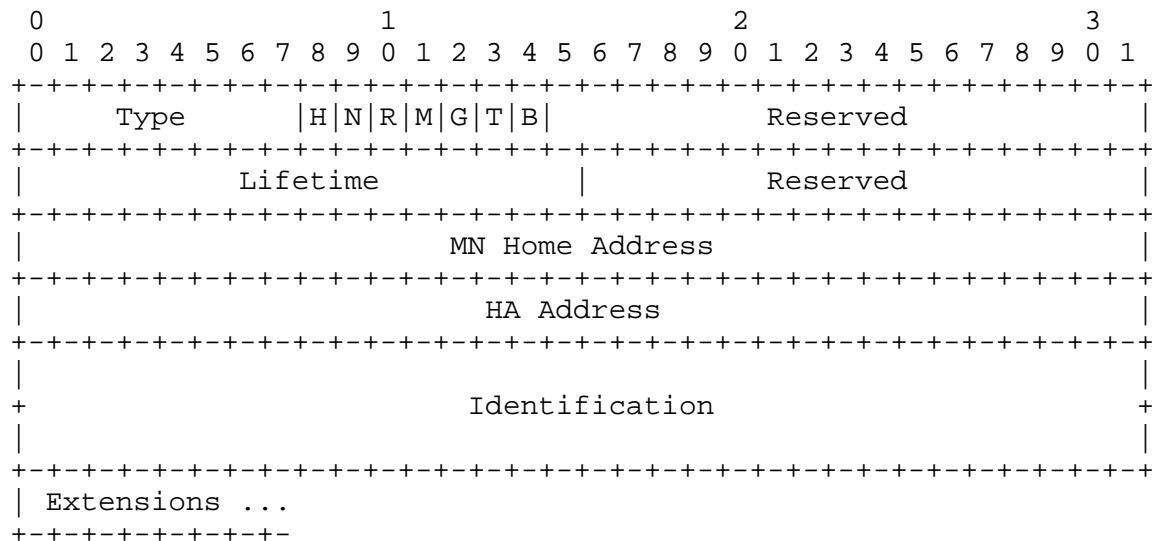 0                   1                   2                   3
 0 1 2 3 4 5 6 7 8 9 0 1 2 3 4 5 6 7 8 9 0 1 2 3 4 5 6 7 8 9 0 1
+-+-+-+-+-+-+-+-+-+-+-+-+-+-+-+-+-+-+-+-+-+-+-+-+-+-+-+-+-+-+-+-+
|     Type      |H|N|R|M|G|T|B|            Reserved             |
+-+-+-+-+-+-+-+-+-+-+-+-+-+-+-+-+-+-+-+-+-+-+-+-+-+-+-+-+-+-+-+-+
|            Lifetime           |          Reserved             |
+-+-+-+-+-+-+-+-+-+-+-+-+-+-+-+-+-+-+-+-+-+-+-+-+-+-+-+-+-+-+-+-+
|                        MN Home Address                        |
+-+-+-+-+-+-+-+-+-+-+-+-+-+-+-+-+-+-+-+-+-+-+-+-+-+-+-+-+-+-+-+-+
|                          HA Address                           |
+-+-+-+-+-+-+-+-+-+-+-+-+-+-+-+-+-+-+-+-+-+-+-+-+-+-+-+-+-+-+-+-+
|                                                               |
+                         Identification                        +
|                                                               |
+-+-+-+-+-+-+-+-+-+-+-+-+-+-+-+-+-+-+-+-+-+-+-+-+-+-+-+-+-+-+-+-+
| Extensions ...
+-+-+-+-+-+-+-+-